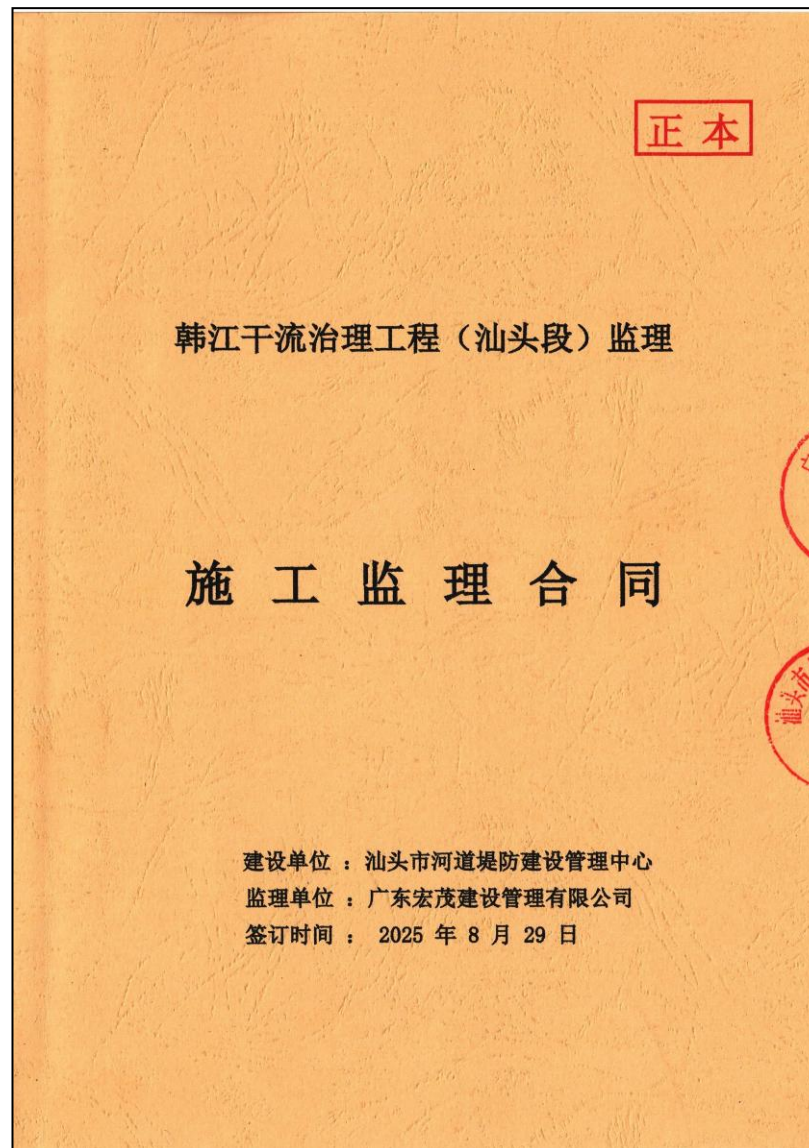 正本
韩江干流治理工程（汕头段）监理
施工监理合同
汕头市
建设单位：汕头市河道堤防建设管理中心
监理单位：广东宏茂建设管理有限公司
签订时间： 2025 年 8 月 29 日